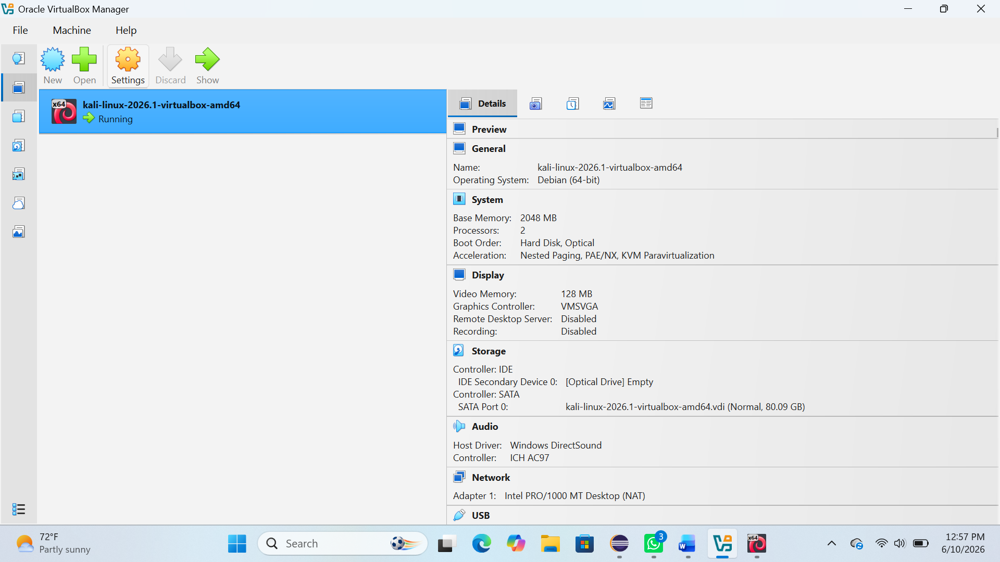 Oracle VirtualBox Manager
File Machine Help
New Open Settings Discard Show
x64 kali-linux-2026.1-virtualbox-amd64
Running
Details
Preview
General
Name: kali-linux-2026.1-virtualbox-amd64
Operating System: Debian (64-bit)
System
Base Memory: 2048 MB
Processors: 2
Boot Order: Hard Disk, Optical
Acceleration: Nested Paging, PAE/NX, KVM Paravirtualization
Display
Video Memory: 128 MB
Graphics Controller: VMSVGA
Remote Desktop Server: Disabled
Recording: Disabled
Storage
Controller: IDE
IDE Secondary Device 0: [Optical Drive] Empty
Controller: SATA
SATA Port 0: kali-linux-2026.1-virtualbox-amd64.vdi (Normal, 80.09 GB)
Audio
Host Driver: Windows DirectSound
Controller: ICH AC97
Network
Adapter 1: Intel PRO/1000 MT Desktop (NAT)
USB
72°F
Partly sunny
Search
3
W
x64
12:57 PM
6/10/2026